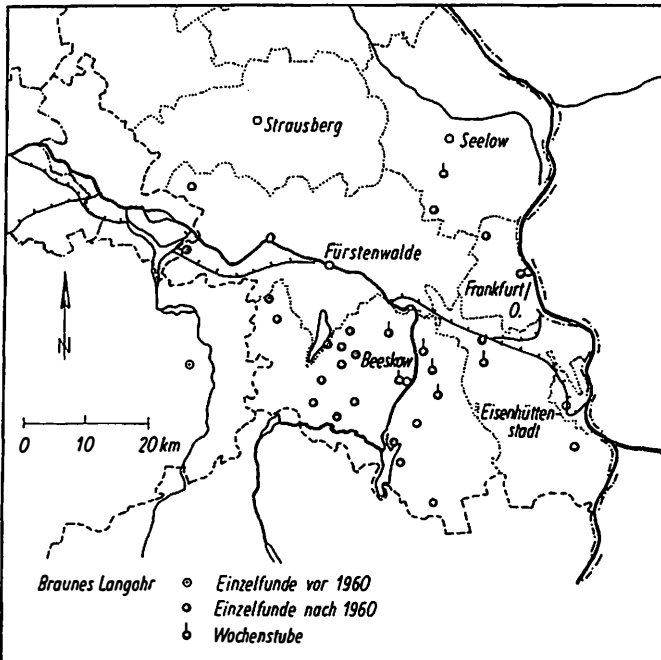 Strausberg
Seelow
Fürstenwalde
Frankfurt/
O.
N
Beeskow
Eisenhütten-
stadt
0 10 20 km
Braunes Langohr
Einzelfunde vor 1960
Einzelfunde nach 1960
Wochenstube